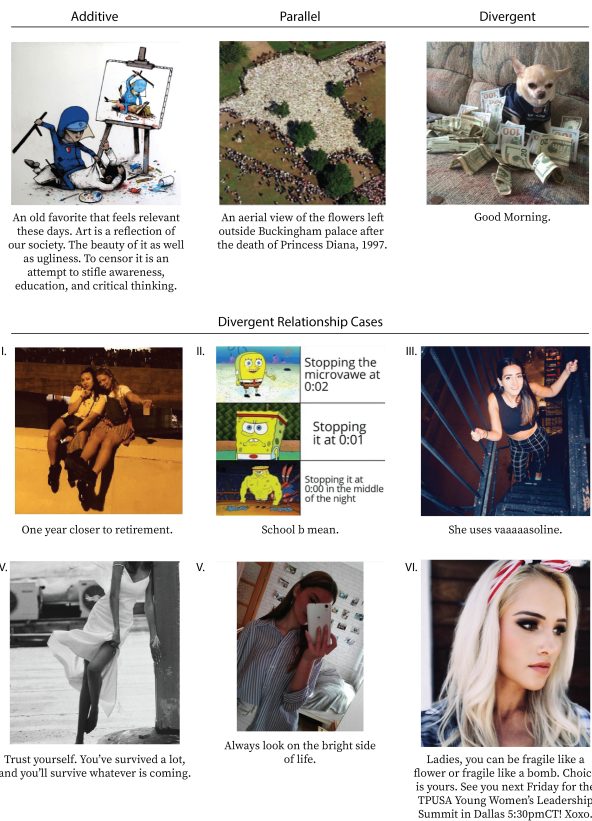 Additive
Parallel
Divergent
An old favorite that feels relevant
these days. Art is a reflection of
our society. The beauty of it as well
as ugliness. To censor it is an
attempt to stifle awareness,
education, and critical thinking.
An aerial view of the flowers left
outside Buckingham palace after
the death of Princess Diana, 1997.
Good Morning.
Divergent Relationship Cases
I.
One year closer to retirement.
II.
Stopping the
microvawe at
0:02
Stopping
it at 0:01
Stopping it at
0:00 in the middle
of the night
School b mean.
III.
She uses vaaaaasoline.
V.
Trust yourself. You've survived a lot,
and you'll survive whatever is coming.
V.
Always look on the bright side
of life.
VI.
Ladies, you can be fragile like a
flower or fragile like a bomb. Choic
is yours. See you next Friday for the
TPUSA Young Women's Leadership
Summit in Dallas 5:30pmCT! Xoxo.